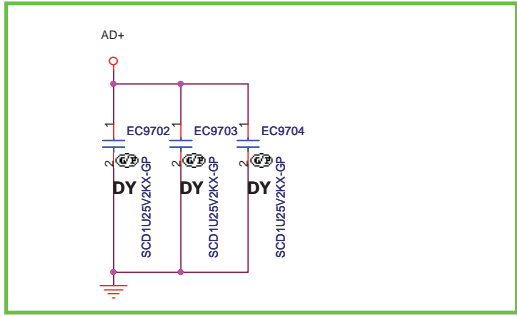 AD+
1
EC9702
1
EC9703
1
EC9704
2
2
2
DY
DY
DY
SCD1U25V2KX-GP
SCD1U25V2KX-GP
SCD1U25V2KX-GP